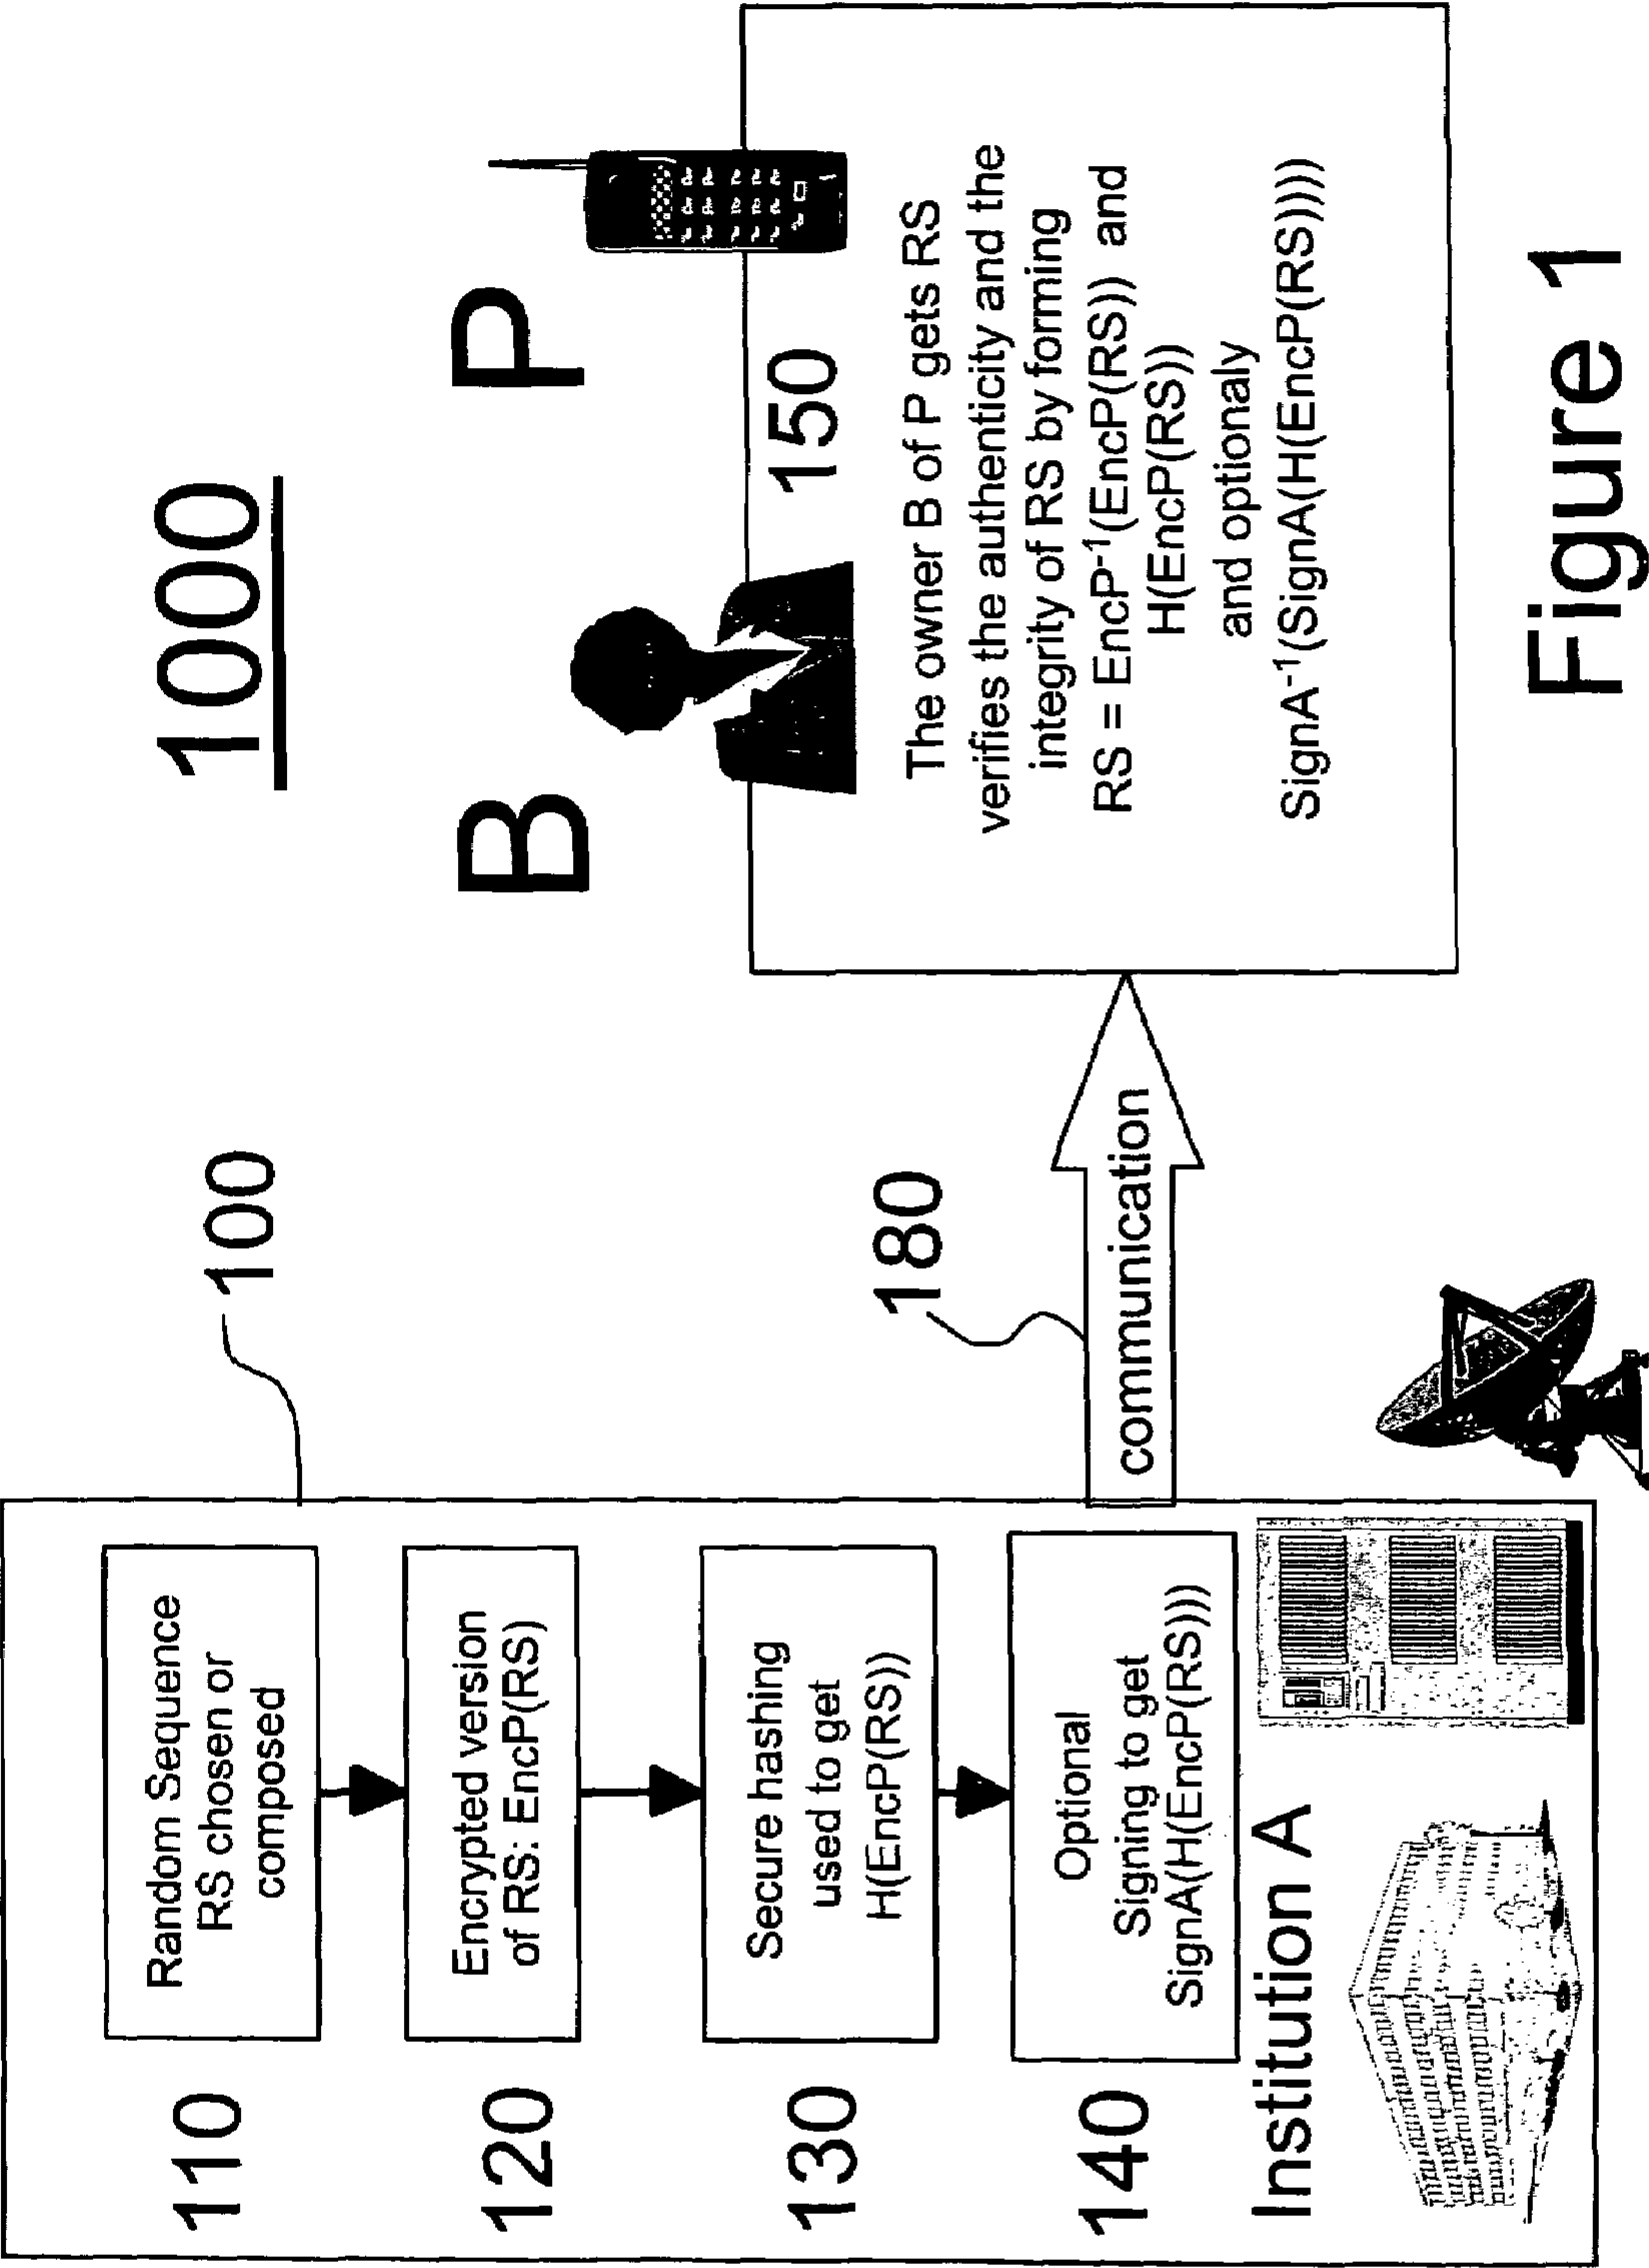 1000
100
110
Random Sequence
RS chosen or
composed
120
Encrypted version
of RS: EncP(RS)
130
Secure hashing
used to get
H(EncP(RS))
140
Optional
Signing to get
SignA(H(EncP(RS)))
Institution A
180
communication
B
P
150
The owner B of P gets RS
verifies the authenticity and the
integrity of RS by forming
RS = EncP⁻¹(EncP(RS)) and
H(EncP(RS))
and optionaly
SignA⁻¹(SignA(H(EncP(RS)))))
Figure 1